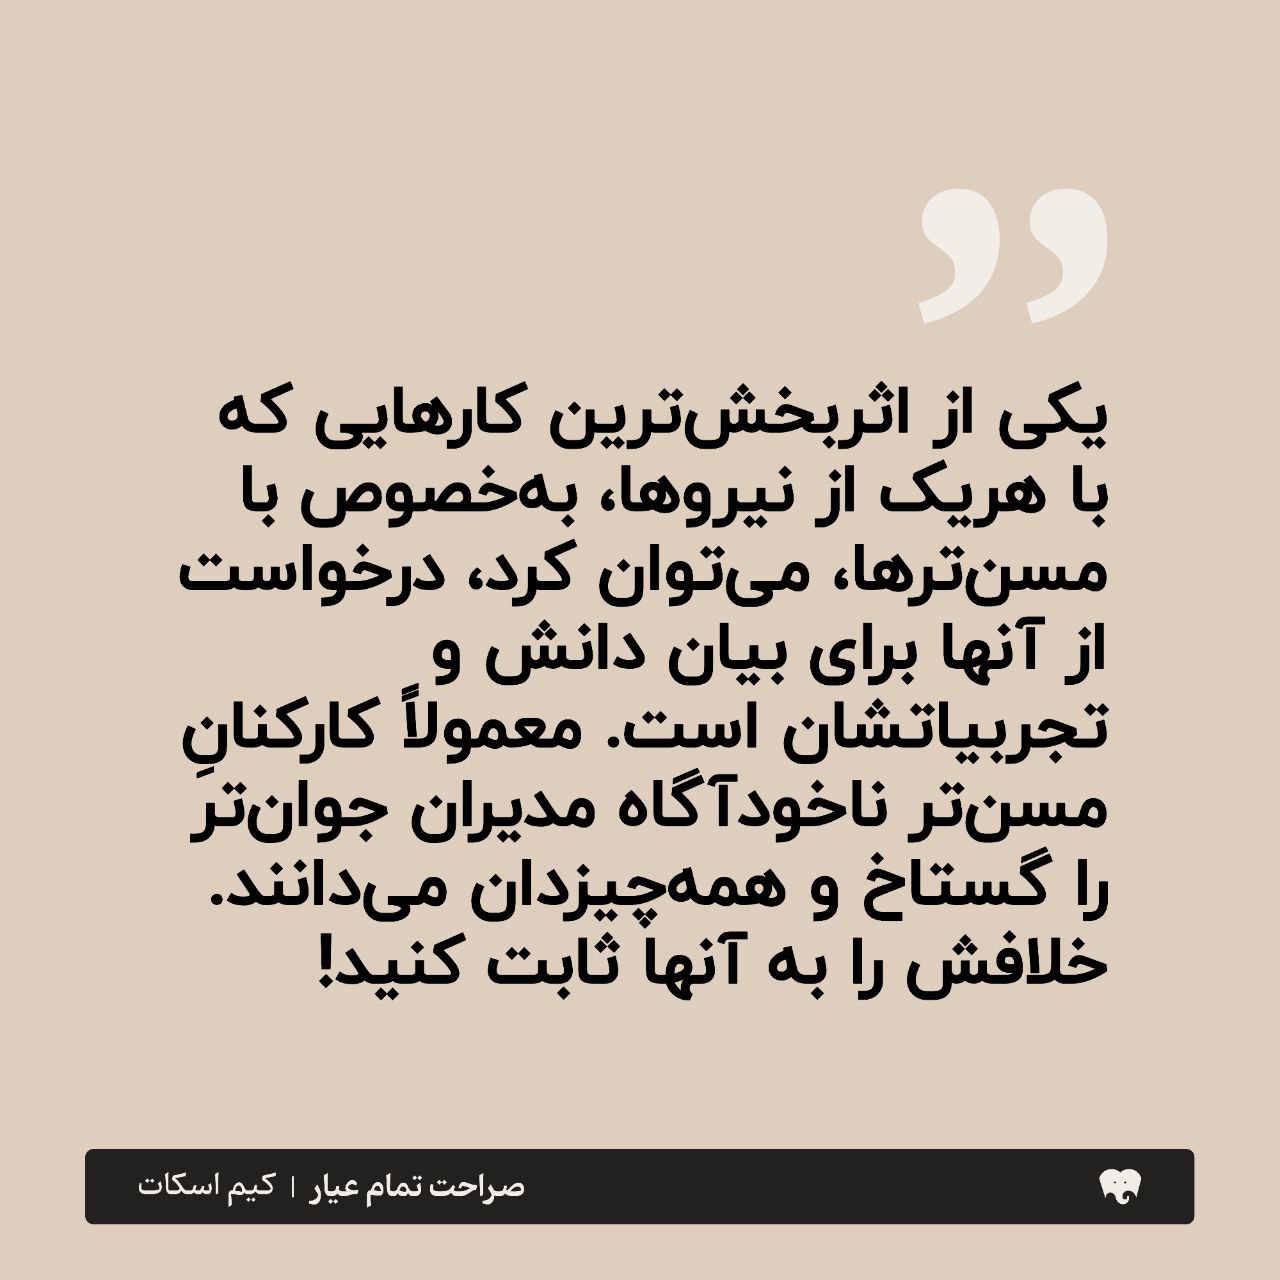 ”
یکی از اثربخش‌ترین کارهایی که
با هریک از نیروها، به‌خصوص با
مسن‌ترها، می‌توان کرد، درخواست
از آنها برای بیان دانش و
تجربیاتشان است. معمولاً کارکنانِ
مسن‌تر ناخودآگاه مدیران جوان‌تر
را گستاخ و همه‌چیزدان می‌دانند.
خلافش را به آنها ثابت کنید!
صراحت تمام عیار | کیم اسکات